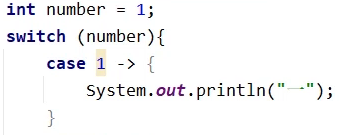 int number = 1;
switch (number){
case 1 -> {
System.out.println("一");
}